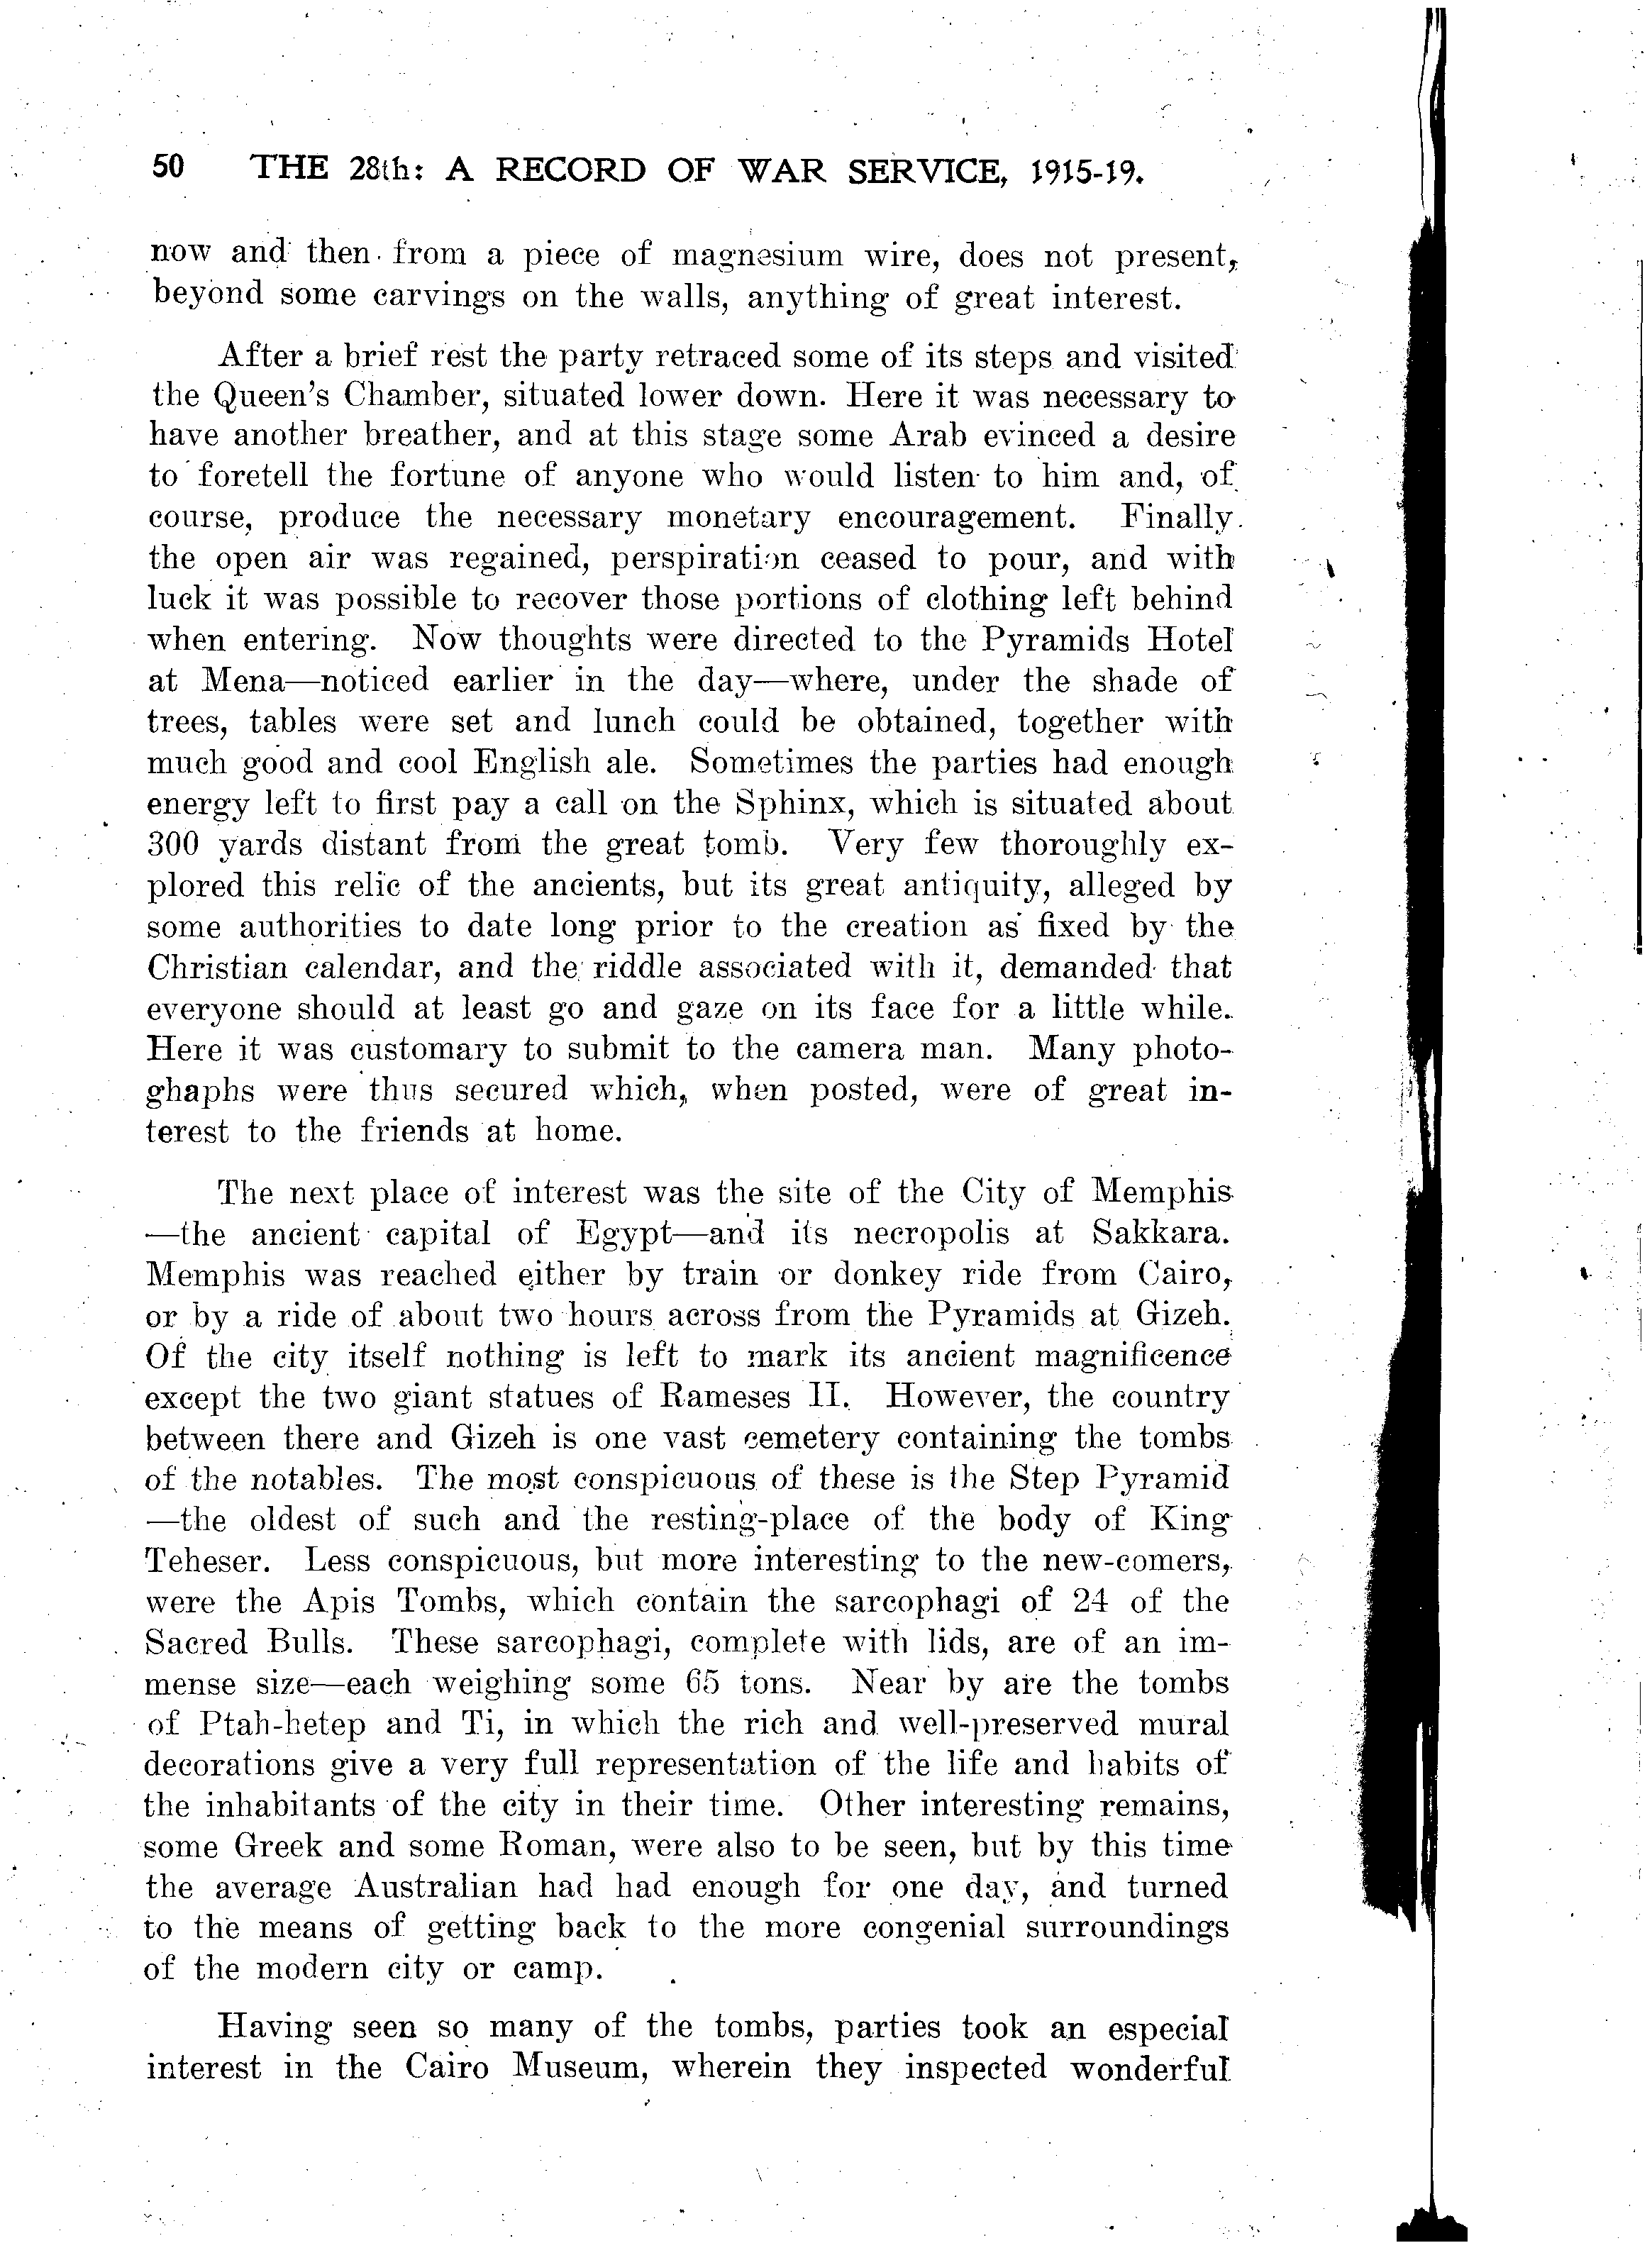 50 THE 28th: A RECORD OF WAR SERVICE, 1915-19.
now and then from a piece of magnesium wire, does not present,
beyond some carvings on the walls, anything of great interest.
After a brief rest the party retraced some of its steps and visited
the Queen's Chamber, situated lower down. Here it was necessary to
have another breather, and at this stage some Arab evinced a desire
to foretell the fortune of anyone who would listen to him and, of
course, produce the necessary monetary encouragement. Finally
the open air was regained, perspiration ceased to pour, and with
luck it was possible to recover those portions of clothing left behind
when entering. Now thoughts were directed to the Pyramids Hotel
at Mena—noticed earlier in the day—where, under the shade of
trees, tables were set and lunch could be obtained, together with
much good and cool English ale. Sometimes the parties had enough
energy left to first pay a call on the Sphinx, which is situated about
300 yards distant from the great tomb. Very few thoroughly ex-
plored this relic of the ancients, but its great antiquity, alleged by
some authorities to date long prior to the creation as fixed by the
Christian calendar, and the riddle associated with it, demanded that
everyone should at least go and gaze on its face for a little while.
Here it was customary to submit to the camera man. Many photo-
ghaphs were thus secured which, when posted, were of great in-
terest to the friends at home.
The next place of interest was the site of the City of Memphis
—the ancient capital of Egypt—and its necropolis at Sakkara.
Memphis was reached either by train or donkey ride from Cairo,
or by a ride of about two hours across from the Pyramids at Gizeh.
Of the city itself nothing is left to mark its ancient magnificence
except the two giant statues of Rameses II. However, the country
between there and Gizeh is one vast cemetery containing the tombs
of the notables. The most conspicuous of these is the Step Pyramid
—the oldest of such and the resting-place of the body of King
Teheser. Less conspicuous, but more interesting to the new-comers,
were the Apis Tombs, which contain the sarcophagi of 24 of the
Sacred Bulls. These sarcophagi, complete with lids, are of an im-
mense size—each weighing some 65 tons. Near by are the tombs
of Ptah-hetep and Ti, in which the rich and well-preserved mural
decorations give a very full representation of the life and habits of
the inhabitants of the city in their time. Other interesting remains,
some Greek and some Roman, were also to be seen, but by this time
the average Australian had had enough for one day, and turned
to the means of getting back to the more congenial surroundings
of the modern city or camp.
Having seen so many of the tombs, parties took an especial
interest in the Cairo Museum, wherein they inspected wonderful